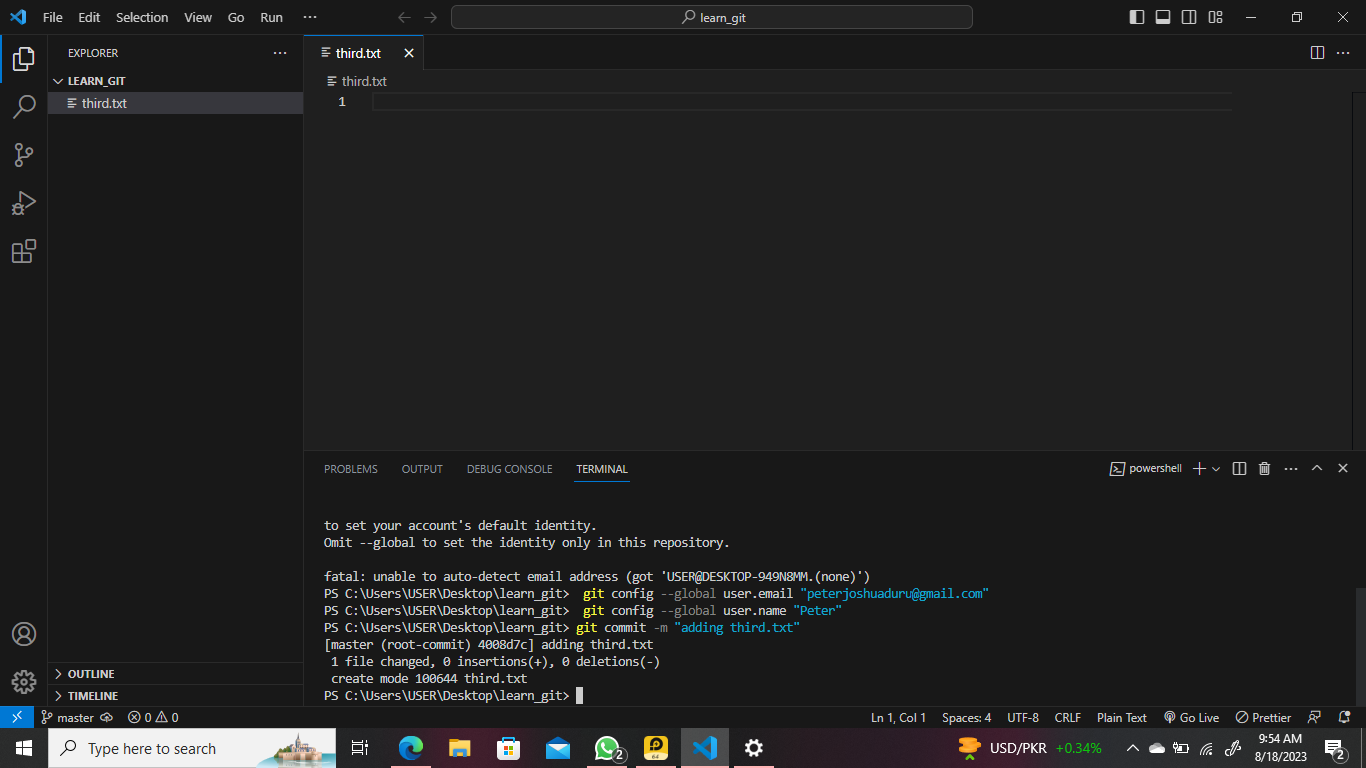 File Edit Selection View Go Run ···
learn_git
EXPLORER ···
LEARN_GIT
third.txt
OUTLINE
TIMELINE
third.txt
third.txt
1
PROBLEMS OUTPUT DEBUG CONSOLE TERMINAL
powershell
to set your account's default identity.
Omit --global to set the identity only in this repository.
fatal: unable to auto-detect email address (got 'USER@DESKTOP-949N8MM.(none)')
PS C:\Users\USER\Desktop\learn_git>  git config --global user.email "peterjoshuaduru@gmail.com"
PS C:\Users\USER\Desktop\learn_git>  git config --global user.name "Peter"
PS C:\Users\USER\Desktop\learn_git> git commit -m "adding third.txt"
[master (root-commit) 4008d7c] adding third.txt
 1 file changed, 0 insertions(+), 0 deletions(-)
 create mode 100644 third.txt
PS C:\Users\USER\Desktop\learn_git>
master 0 0 Ln 1, Col 1 Spaces: 4 UTF-8 CRLF Plain Text Go Live Prettier
Type here to search 2 USD/PKR +0.34% 9:54 AM
8/18/2023 2